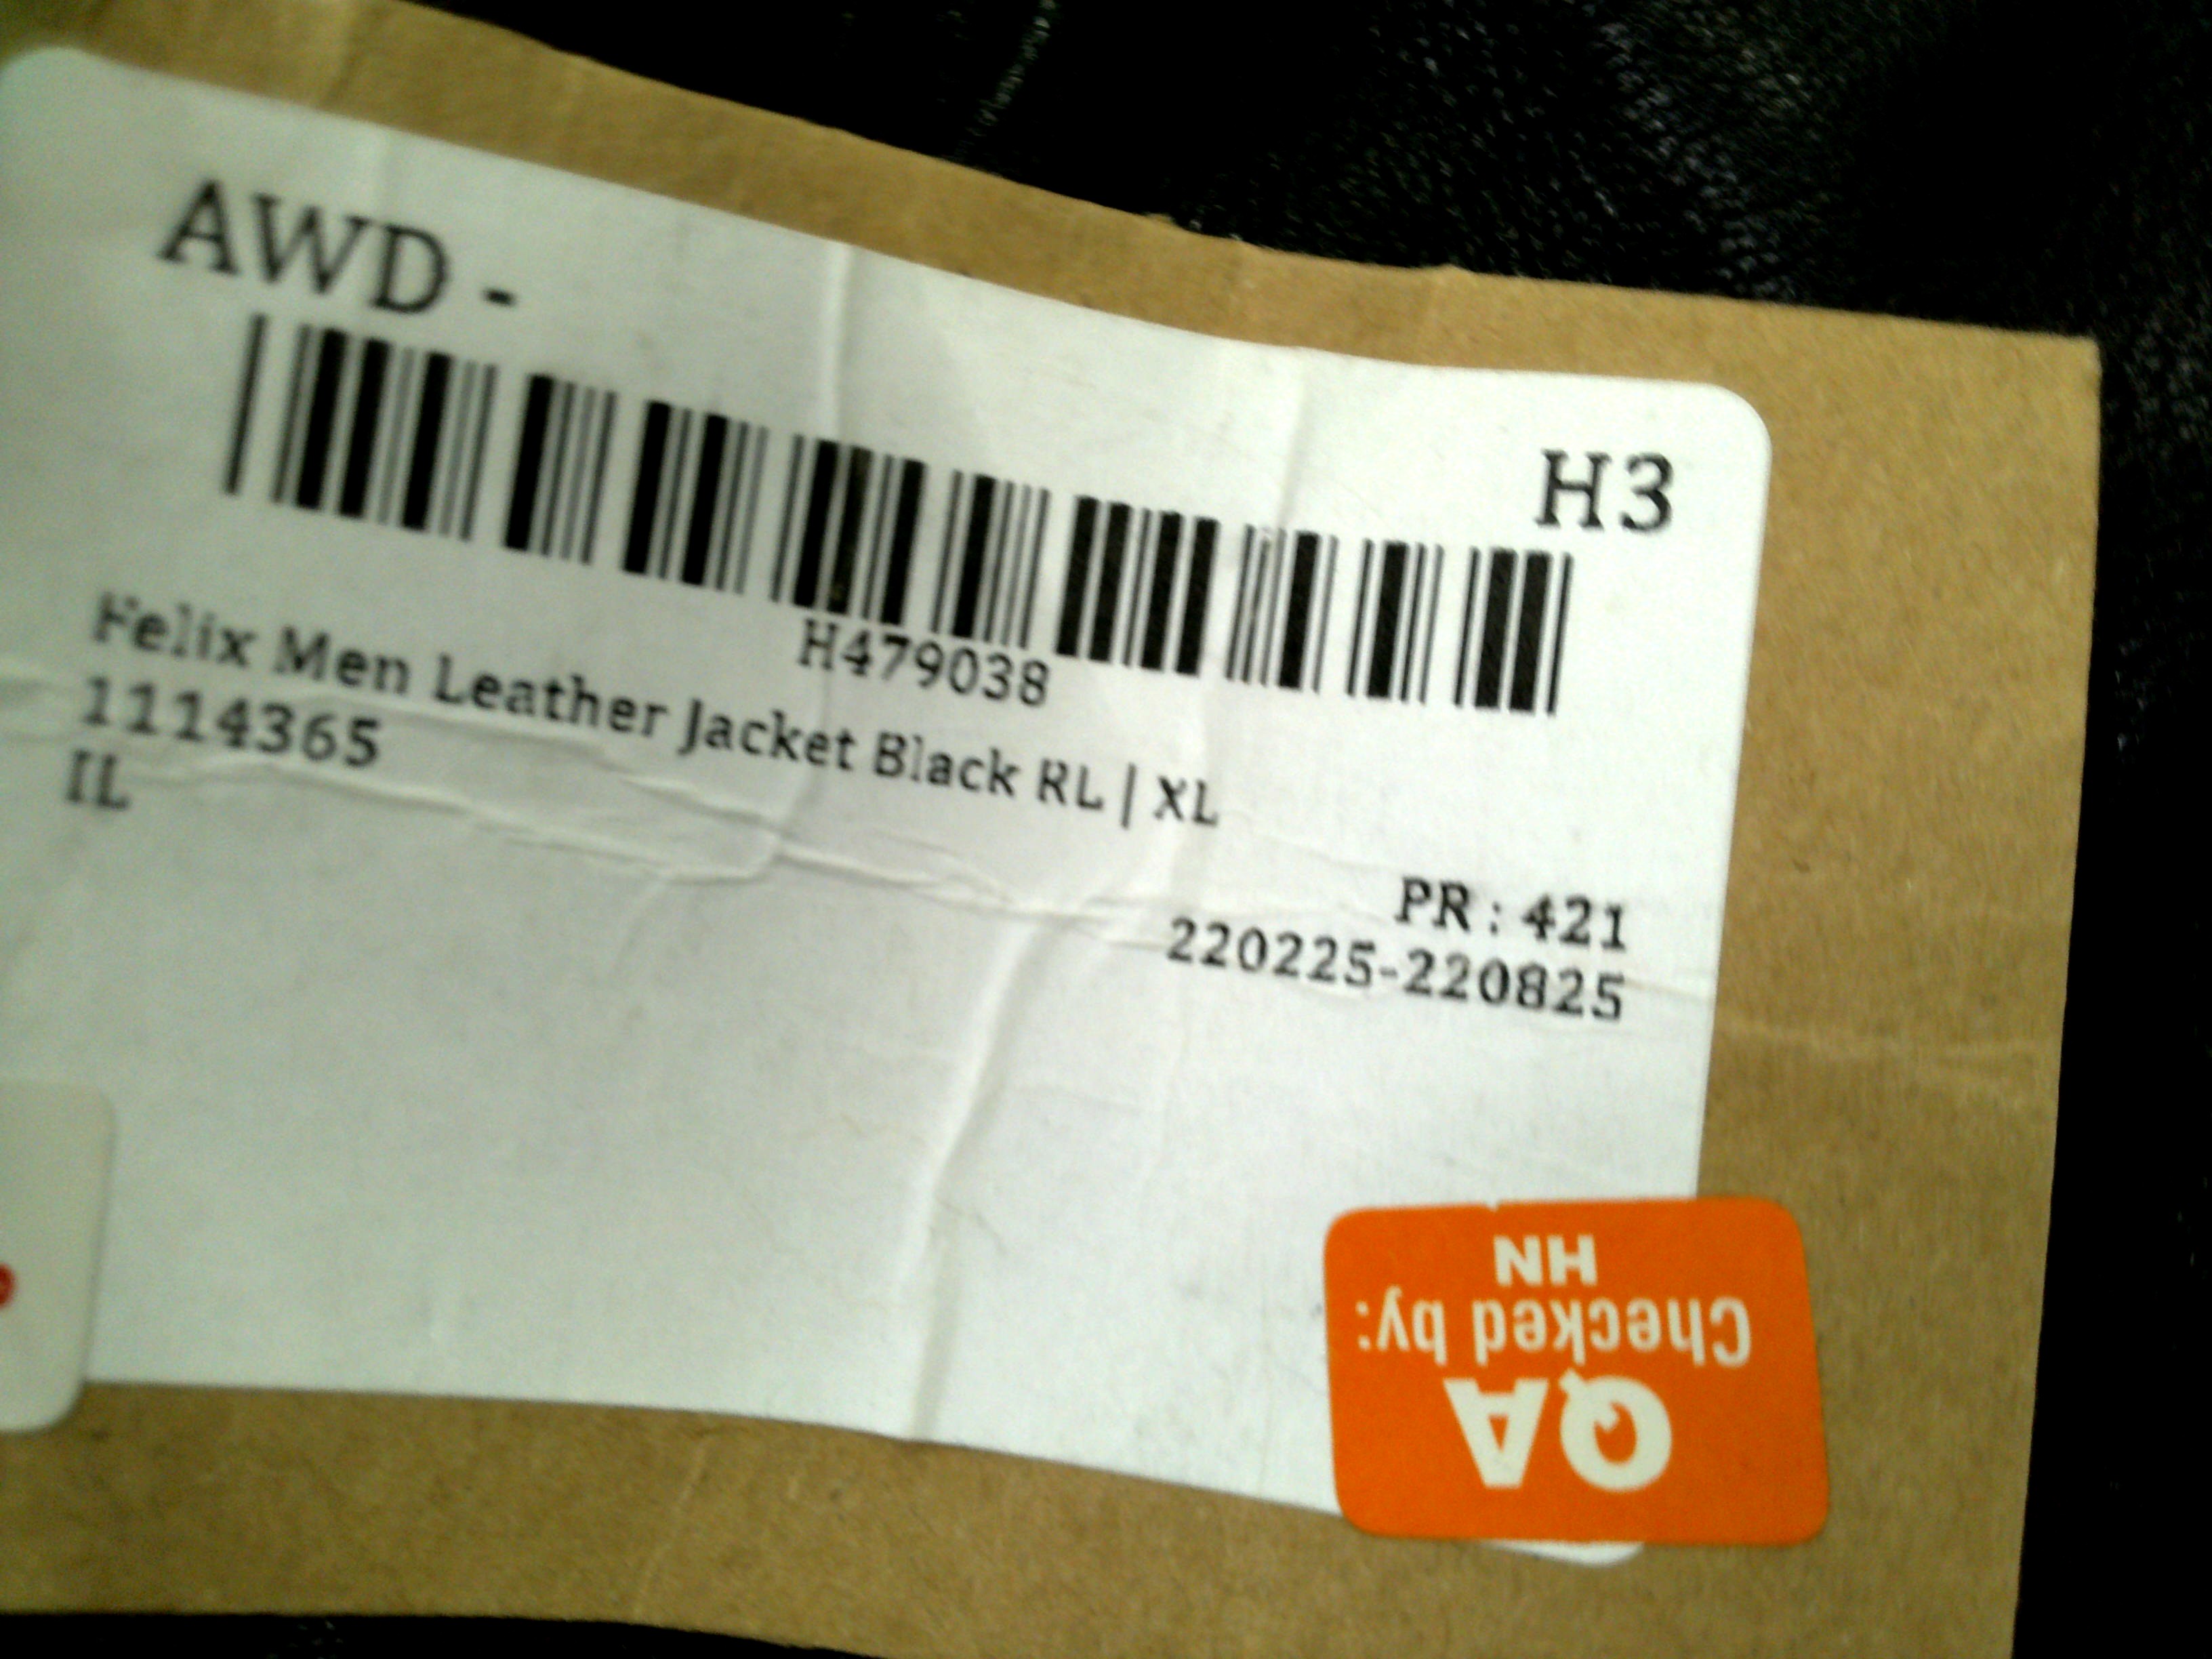 AWD -
H3
H479038
Felix Men Leather Jacket Black RL | XL
1114365
IL
PR : 421
220225-220825
QA
Checked by:
HN